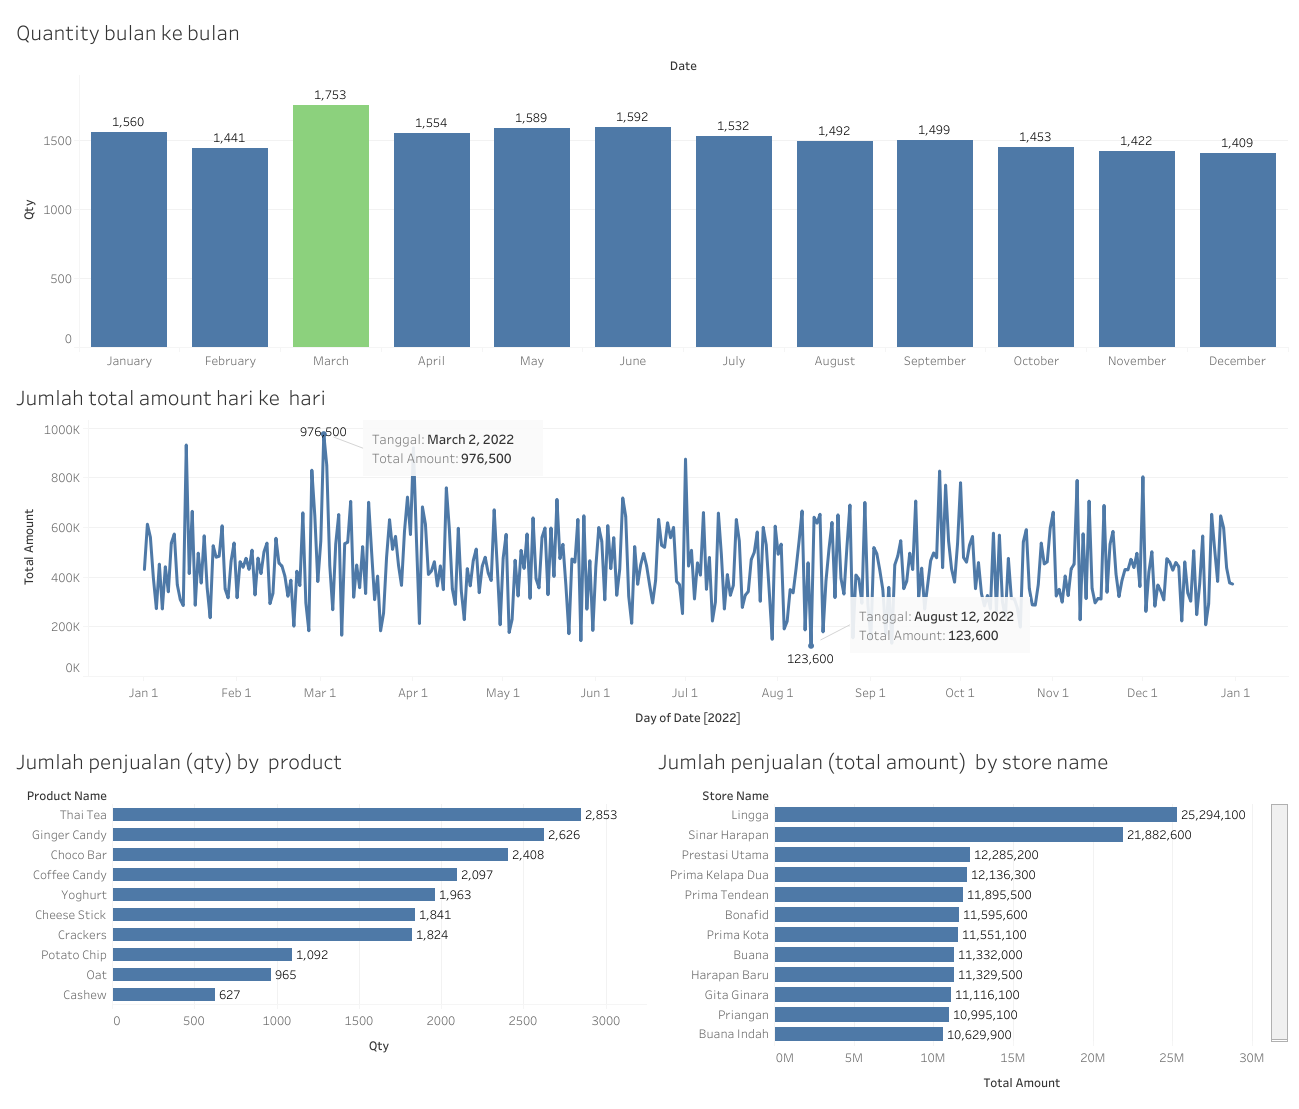 Quantity bulan ke bulan
Date
1,560 1,441 1,753 1,554 1,589 1,592 1,532 1,492 1,499 1,453 1,422 1,409
Qty
1500
1000
500
0
January February March April May June July August September October November December
Jumlah total amount hari ke hari
Total Amount
1000K
800K
600K
400K
200K
0K
976,500
Tanggal: March 2, 2022
Total Amount: 976,500
Tanggal: August 12, 2022
Total Amount: 123,600
123,600
Jan 1 Feb 1 Mar 1 Apr 1 May 1 Jun 1 Jul 1 Aug 1 Sep 1 Oct 1 Nov 1 Dec 1 Jan 1
Day of Date [2022]
Jumlah penjualan (qty) by product
Product Name
Thai Tea 2,853
Ginger Candy 2,626
Choco Bar 2,408
Coffee Candy 2,097
Yoghurt 1,963
Cheese Stick 1,841
Crackers 1,824
Potato Chip 1,092
Oat 965
Cashew 627
0 500 1000 1500 2000 2500 3000
Qty
Jumlah penjualan (total amount) by store name
Store Name
Lingga 25,294,100
Sinar Harapan 21,882,600
Prestasi Utama 12,285,200
Prima Kelapa Dua 12,136,300
Prima Tendean 11,895,500
Bonafid 11,595,600
Prima Kota 11,551,100
Buana 11,332,000
Harapan Baru 11,329,500
Gita Ginara 11,116,100
Priangan 10,995,100
Buana Indah 10,629,900
0M 5M 10M 15M 20M 25M 30M
Total Amount